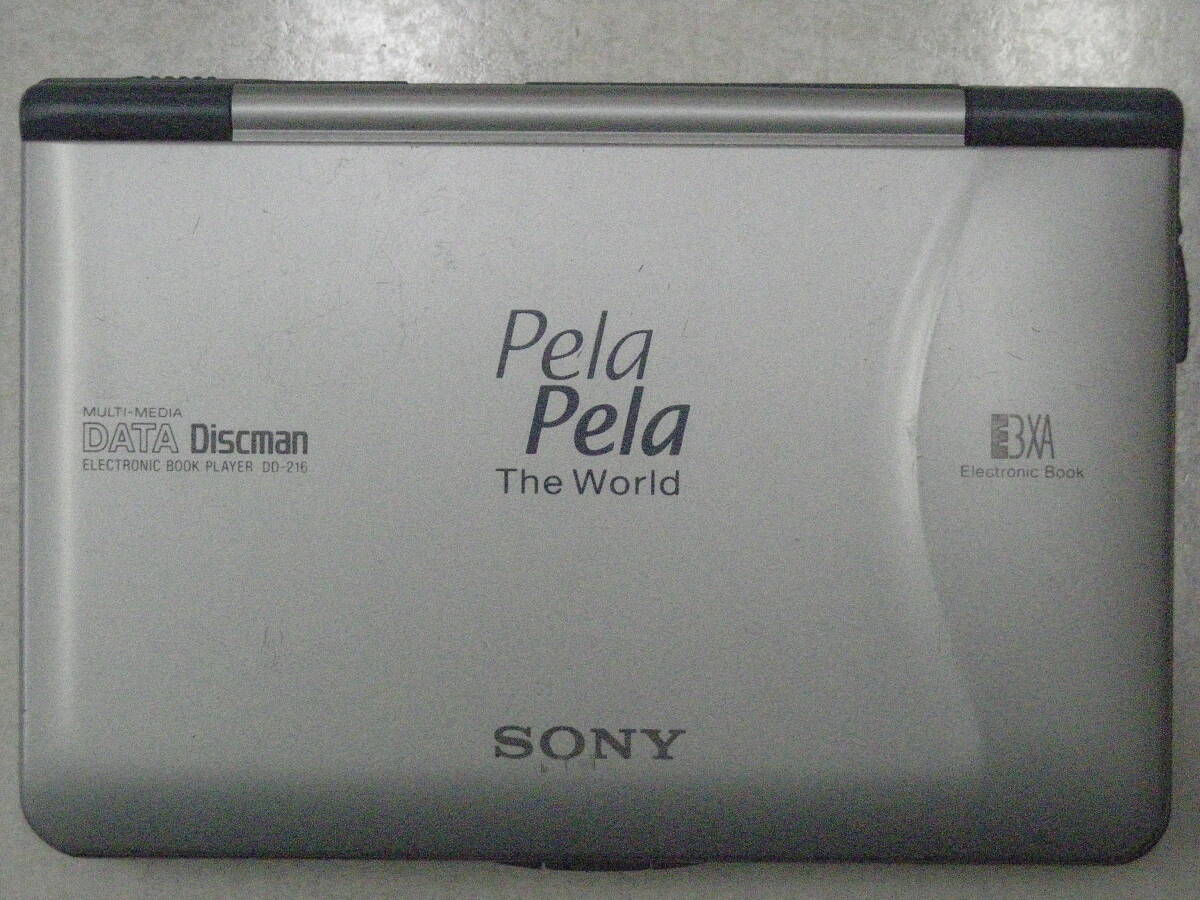 Pela
Pela
The World
MULTI-MEDIA
DATA Discman
ELECTRONIC BOOK PLAYER DD-216
EBXA
Electronic Book
SONY